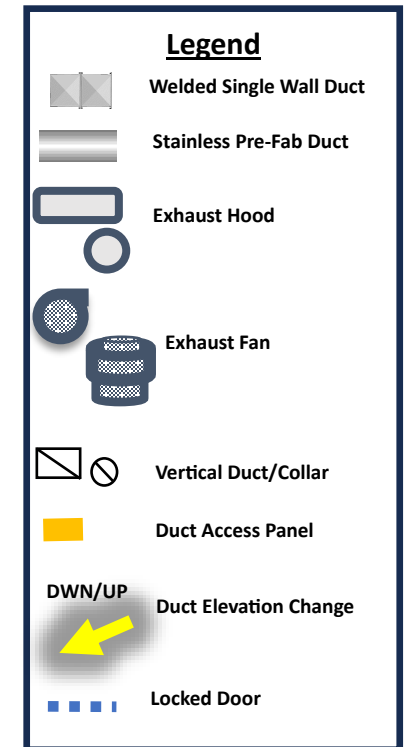 Legend
Welded Single Wall Duct
Stainless Pre-Fab Duct
Exhaust Hood
Exhaust Fan
Vertical Duct/Collar
Duct Access Panel
DWN/UP
Duct Elevation Change
Locked Door